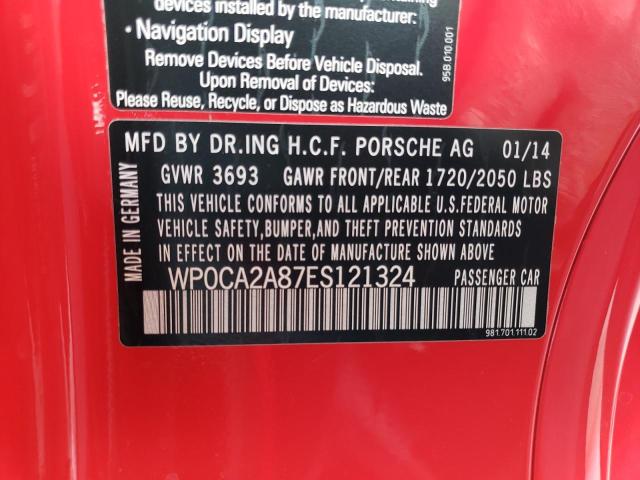 devices installed by the manufacturer:
• Navigation Display
Remove Devices Before Vehicle Disposal.
Upon Removal of Devices:
Please Reuse, Recycle, or Dispose as Hazardous Waste
95B.010.001
MFD BY DR.ING H.C.F. PORSCHE AG 01/14
GVWR 3693 GAWR FRONT/REAR 1720/2050 LBS
THIS VEHICLE CONFORMS TO ALL APPLICABLE U.S.FEDERAL MOTOR
VEHICLE SAFETY,BUMPER,AND THEFT PREVENTION STANDARDS
IN EFFECT ON THE DATE OF MANUFACTURE SHOWN ABOVE.
WP0CA2A87ES121324 PASSENGER CAR
MADE IN GERMANY
981.701.111.02